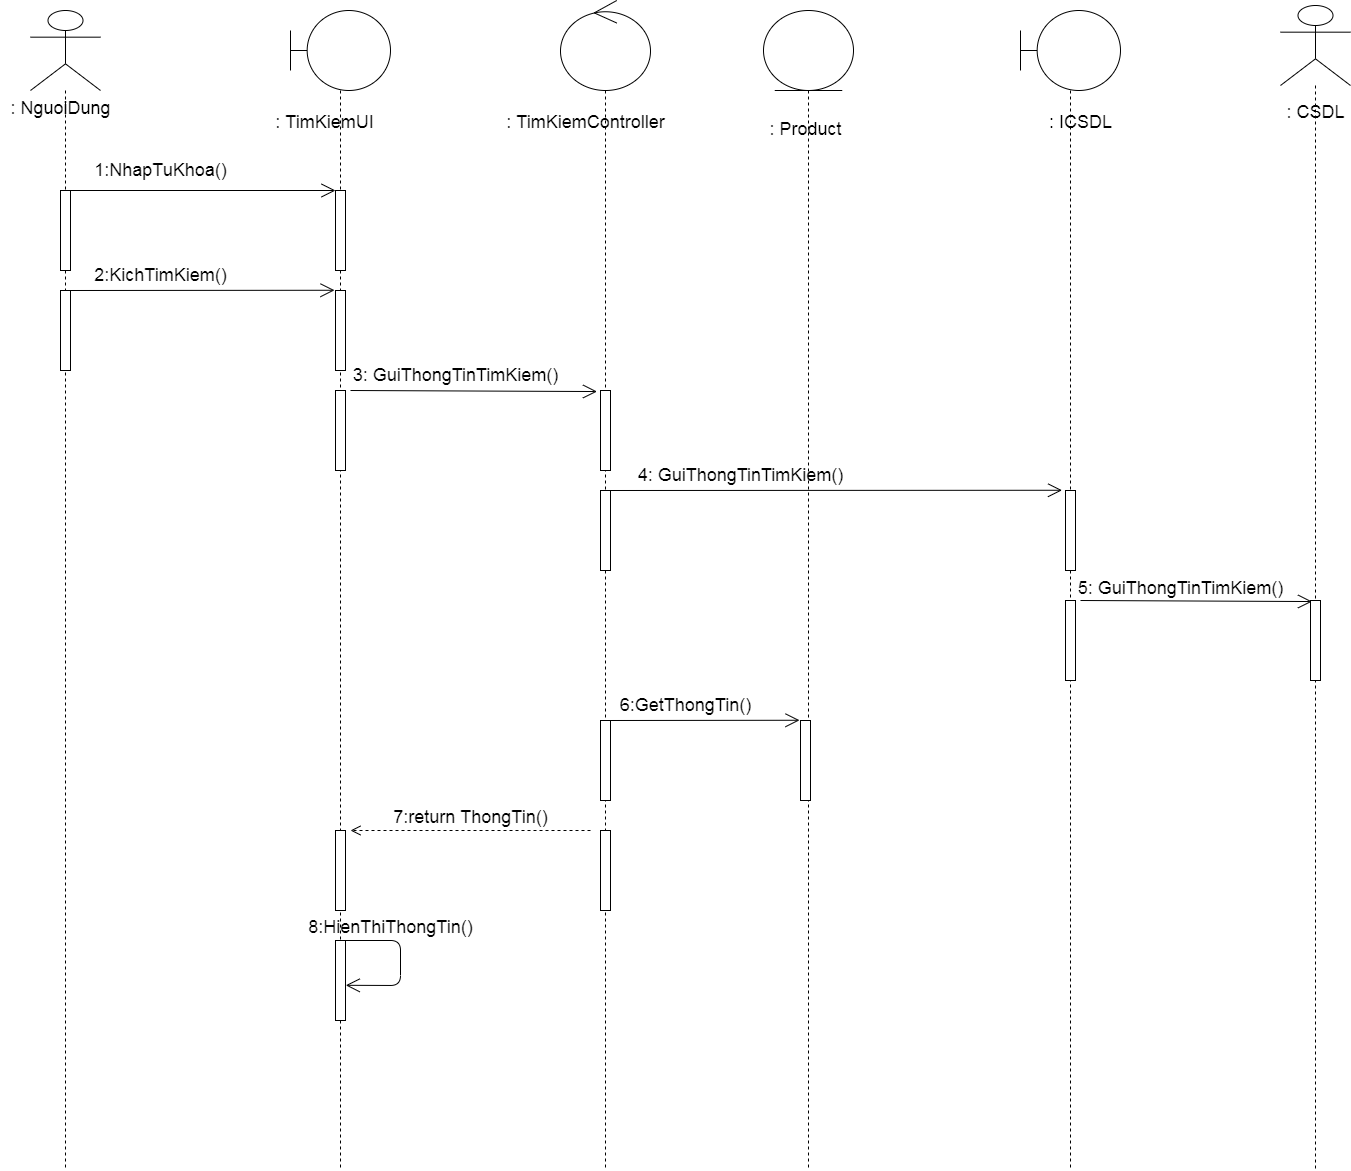 : NguoiDung
: TimKiemUI
: TimKiemController
: Product
: ICSDL
: CSDL
1:NhapTuKhoa()
2:KichTimKiem()
3: GuiThongTinTimKiem()
4: GuiThongTinTimKiem()
5: GuiThongTinTimKiem()
6:GetThongTin()
7:return ThongTin()
8:HienThiThongTin()